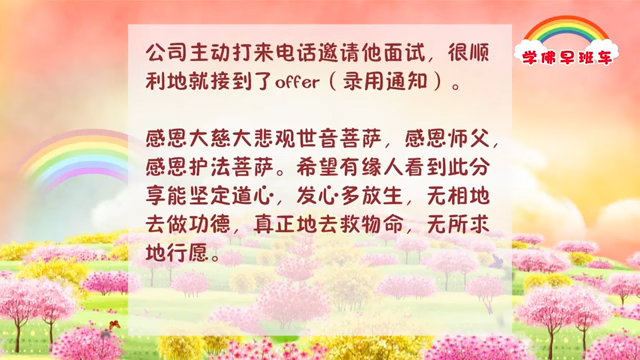 公司主动打来电话邀请他面试，很顺
利地就接到了offer（录用通知）。
感恩大慈大悲观世音菩萨，感恩师父，
感恩护法菩萨。希望有缘人看到此分
享能坚定道心，发心多放生，无相地
去做功德，真正地去救物命，无所求
地行愿。
学佛早班车